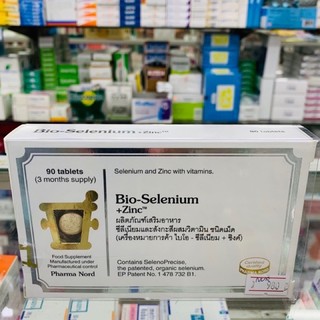 Bio-Selenium +Zinc™
90 Tablets
90 tablets
(3 months supply)
Selenium and Zinc with vitamins.
Bio-Selenium
+Zinc™
ผลิตภัณฑ์เสริมอาหาร
ซีลีเนียมและสังกะสีผสมวิตามิน ชนิดเม็ด
(เครื่องหมายการค้า ไบโอ - ซีลีเนียม + ซิงค์)
Food Supplement
Manufactured under
Pharmaceutical control
Pharma Nord
Contains SelenoPrecise,
the patented, organic selenium.
EP Patent No. 1 478 732 B1.